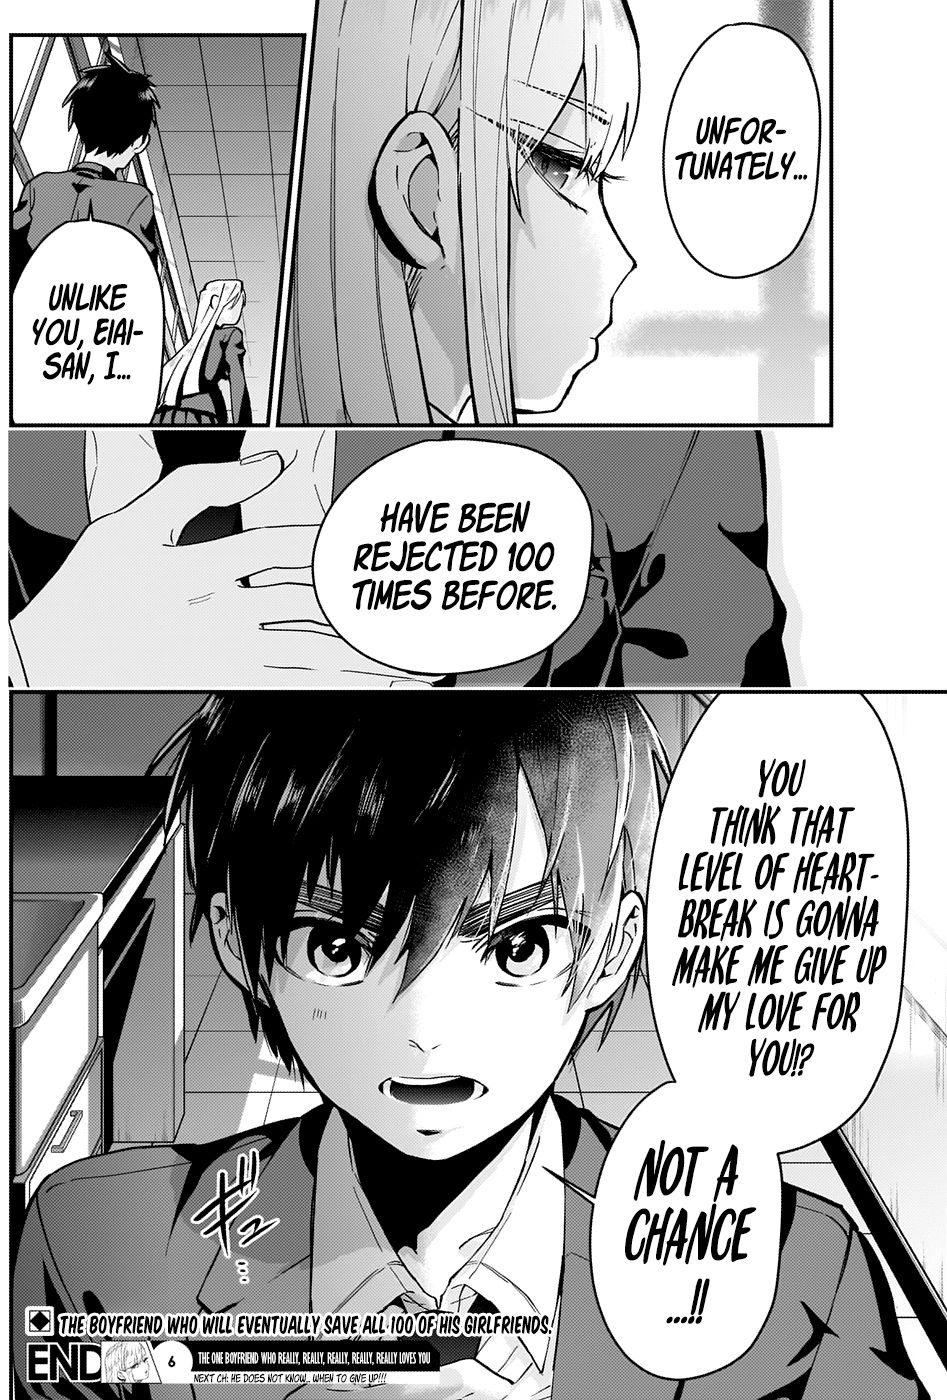 UNFOR-
TUNATELY...
UNLIKE
YOU, EIAI-
SAN, I...
HAVE BEEN
REJECTED 100
TIMES BEFORE.
YOU
THINK THAT
LEVEL OF HEART-
BREAK IS GONNA
MAKE ME GIVE UP
MY LOVE FOR
YOU!?
NOT A
CHANCE
...!!
ギュ
THE BOYFRIEND WHO WILL EVENTUALLY SAVE ALL 100 OF HIS GIRLFRIENDS.
END 6 THE ONE BOYFRIEND WHO REALLY, REALLY, REALLY, REALLY, REALLY LOVES YOU
NEXT CH: HE DOES NOT KNOW... WHEN TO GIVE UP!!!